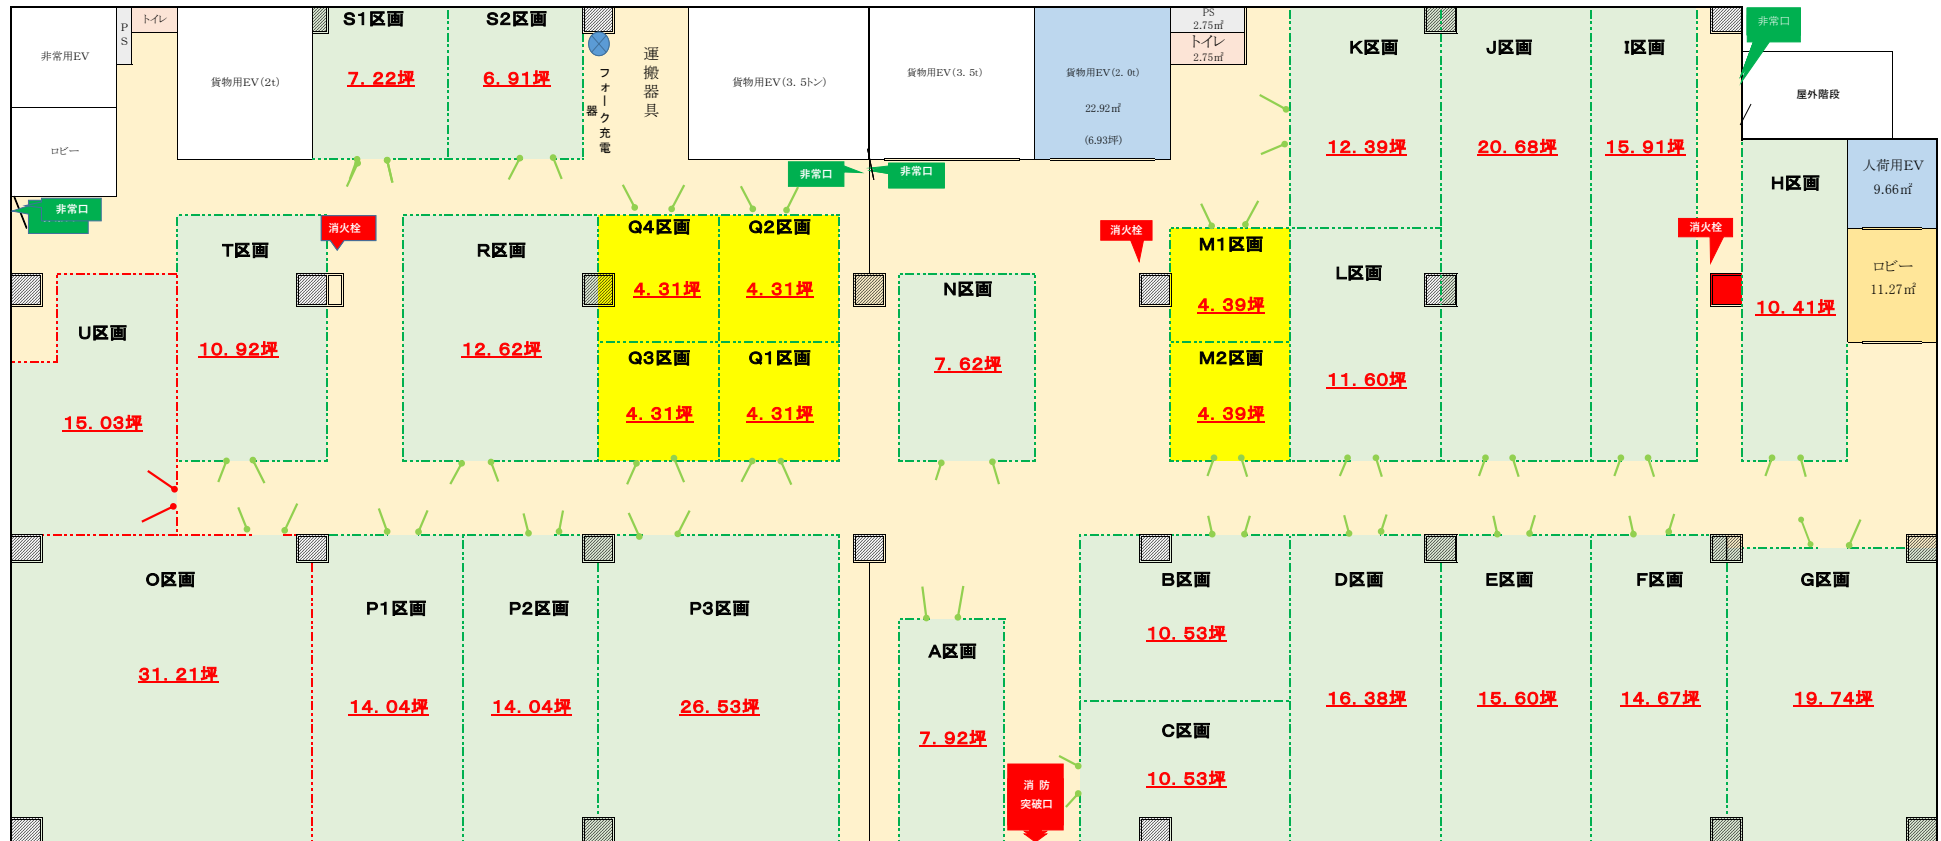 非常用EV
PS
トイレ
ロビー
非常口
貨物用EV（2t）
S1区画
7.22坪
S2区画
6.91坪
フォーク充電器
運搬器具
貨物用EV（3.5トン）
貨物用EV（3.5t）
貨物用EV（2.0t）
22.92㎡
（6.93坪）
PS
2.75㎡
トイレ
2.75㎡
非常口
非常口
K区画
12.39坪
J区画
20.68坪
I区画
15.91坪
非常口
屋外階段
H区画
10.41坪
人荷用EV
9.66㎡
ロビー
11.27㎡
消火栓
消火栓
消火栓
U区画
15.03坪
T区画
10.92坪
R区画
12.62坪
Q4区画
4.31坪
Q2区画
4.31坪
Q3区画
4.31坪
Q1区画
4.31坪
N区画
7.62坪
M1区画
4.39坪
M2区画
4.39坪
L区画
11.60坪
O区画
31.21坪
P1区画
14.04坪
P2区画
14.04坪
P3区画
26.53坪
A区画
7.92坪
消防
突破口
B区画
10.53坪
C区画
10.53坪
D区画
16.38坪
E区画
15.60坪
F区画
14.67坪
G区画
19.74坪